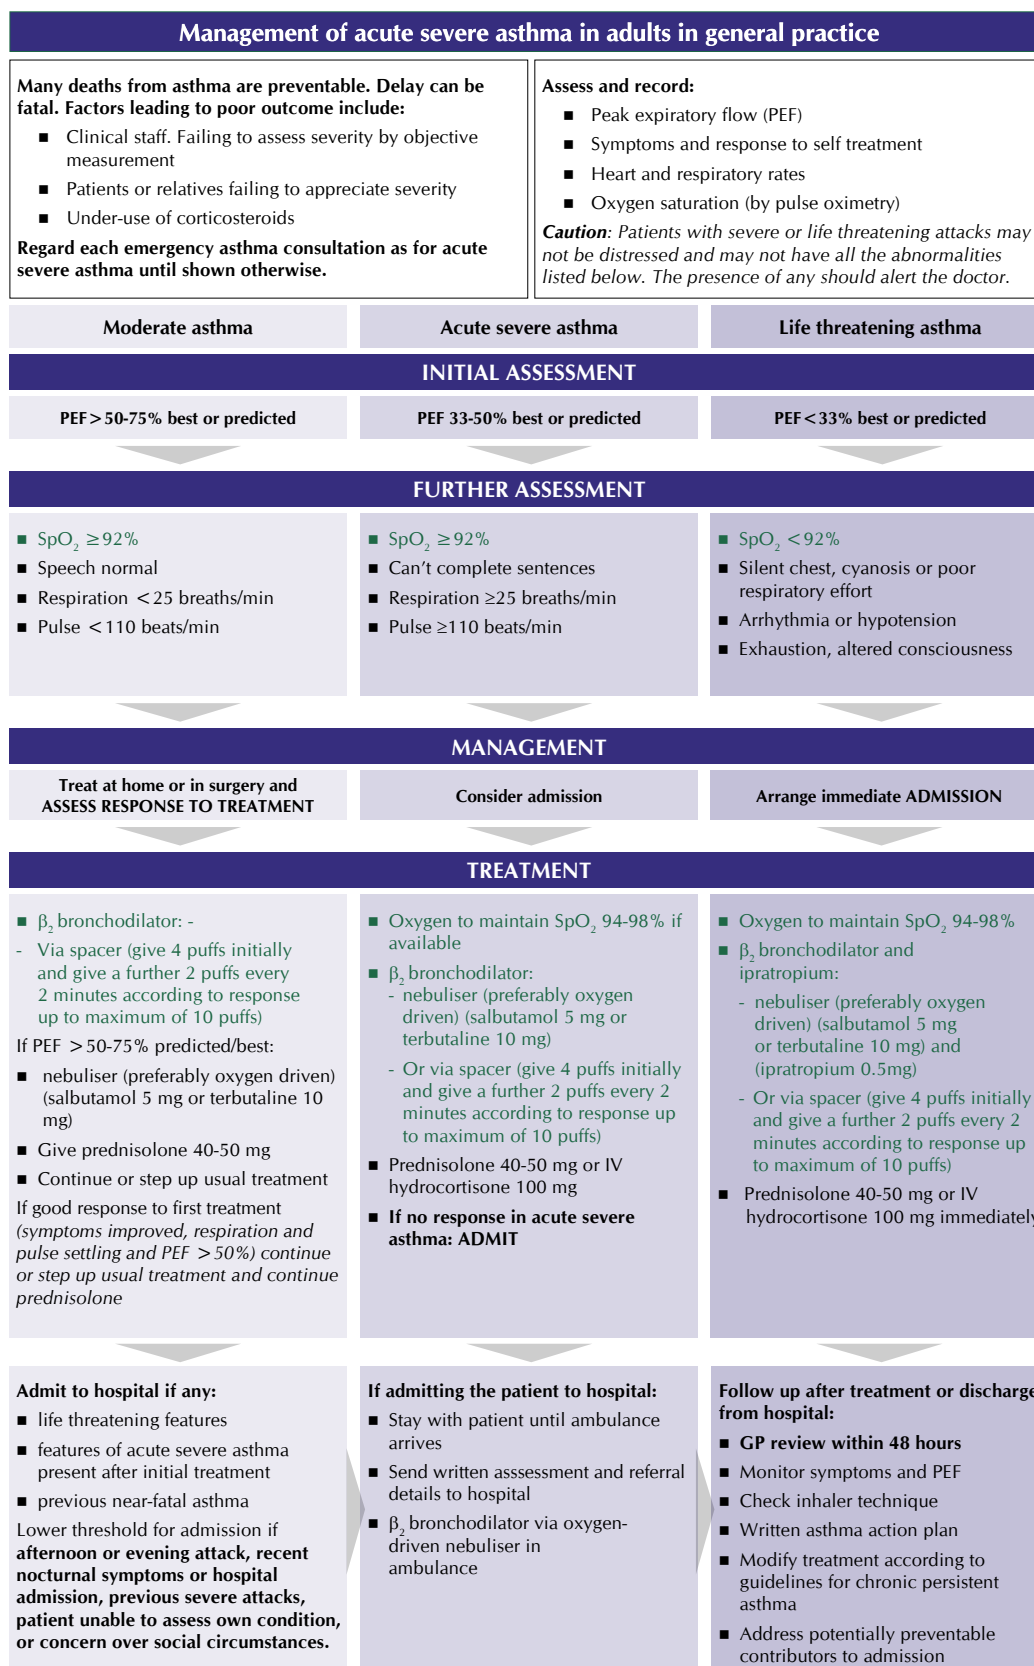 Management of acute severe asthma in adults in general practice
Many deaths from asthma are preventable. Delay can be
fatal. Factors leading to poor outcome include:
■ Clinical staff. Failing to assess severity by objective
measurement
■ Patients or relatives failing to appreciate severity
■ Under-use of corticosteroids
Regard each emergency asthma consultation as for acute
severe asthma until shown otherwise.
Assess and record:
■ Peak expiratory flow (PEF)
■ Symptoms and response to self treatment
■ Heart and respiratory rates
■ Oxygen saturation (by pulse oximetry)
Caution: Patients with severe or life threatening attacks may
not be distressed and may not have all the abnormalities
listed below. The presence of any should alert the doctor.
Moderate asthma
Acute severe asthma
Life threatening asthma
INITIAL ASSESSMENT
PEF>50-75% best or predicted
PEF 33-50% best or predicted
PEF<33% best or predicted
FURTHER ASSESSMENT
■ SpO₂ ≥92%
■ Speech normal
■ Respiration <25 breaths/min
■ Pulse <110 beats/min
■ SpO₂ ≥92%
■ Can't complete sentences
■ Respiration ≥25 breaths/min
■ Pulse ≥110 beats/min
■ SpO₂ <92%
■ Silent chest, cyanosis or poor
respiratory effort
■ Arrhythmia or hypotension
■ Exhaustion, altered consciousness
MANAGEMENT
Treat at home or in surgery and
ASSESS RESPONSE TO TREATMENT
Consider admission
Arrange immediate ADMISSION
TREATMENT
■ β₂ bronchodilator: -
- Via spacer (give 4 puffs initially
and give a further 2 puffs every
2 minutes according to response
up to maximum of 10 puffs)
If PEF >50-75% predicted/best:
■ nebuliser (preferably oxygen driven)
(salbutamol 5 mg or terbutaline 10
mg)
■ Give prednisolone 40-50 mg
■ Continue or step up usual treatment
If good response to first treatment
(symptoms improved, respiration and
pulse settling and PEF >50%) continue
or step up usual treatment and continue
prednisolone
■ Oxygen to maintain SpO₂ 94-98% if
available
■ β₂ bronchodilator:
- nebuliser (preferably oxygen
driven) (salbutamol 5 mg or
terbutaline 10 mg)
- Or via spacer (give 4 puffs initially
and give a further 2 puffs every 2
minutes according to response up
to maximum of 10 puffs)
■ Prednisolone 40-50 mg or IV
hydrocortisone 100 mg
■ If no response in acute severe
asthma: ADMIT
■ Oxygen to maintain SpO₂ 94-98%
■ β₂ bronchodilator and
ipratropium:
- nebuliser (preferably oxygen
driven) (salbutamol 5 mg
or terbutaline 10 mg) and
(ipratropium 0.5mg)
- Or via spacer (give 4 puffs initially
and give a further 2 puffs every 2
minutes according to response up
to maximum of 10 puffs)
■ Prednisolone 40-50 mg or IV
hydrocortisone 100 mg immediately
Admit to hospital if any:
■ life threatening features
■ features of acute severe asthma
present after initial treatment
■ previous near-fatal asthma
Lower threshold for admission if
afternoon or evening attack, recent
nocturnal symptoms or hospital
admission, previous severe attacks,
patient unable to assess own condition,
or concern over social circumstances.
If admitting the patient to hospital:
■ Stay with patient until ambulance
arrives
■ Send written asssessment and referral
details to hospital
■ β₂ bronchodilator via oxygen-
driven nebuliser in
ambulance
Follow up after treatment or discharge
from hospital:
■ GP review within 48 hours
■ Monitor symptoms and PEF
■ Check inhaler technique
■ Written asthma action plan
■ Modify treatment according to
guidelines for chronic persistent
asthma
■ Address potentially preventable
contributors to admission